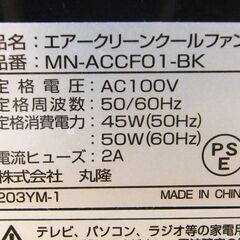 品名：エアークリーンクールファン
品番：MN-ACCF01-BK
定格電圧：AC100V
定格周波数：50/60Hz
定格消費電力：45W(50Hz)
50W(60Hz)
電流ヒューズ：2A
株式会社 丸隆
203YM-1
MADE IN
PSE
テレビ、パソコン、ラジオ等の家電用